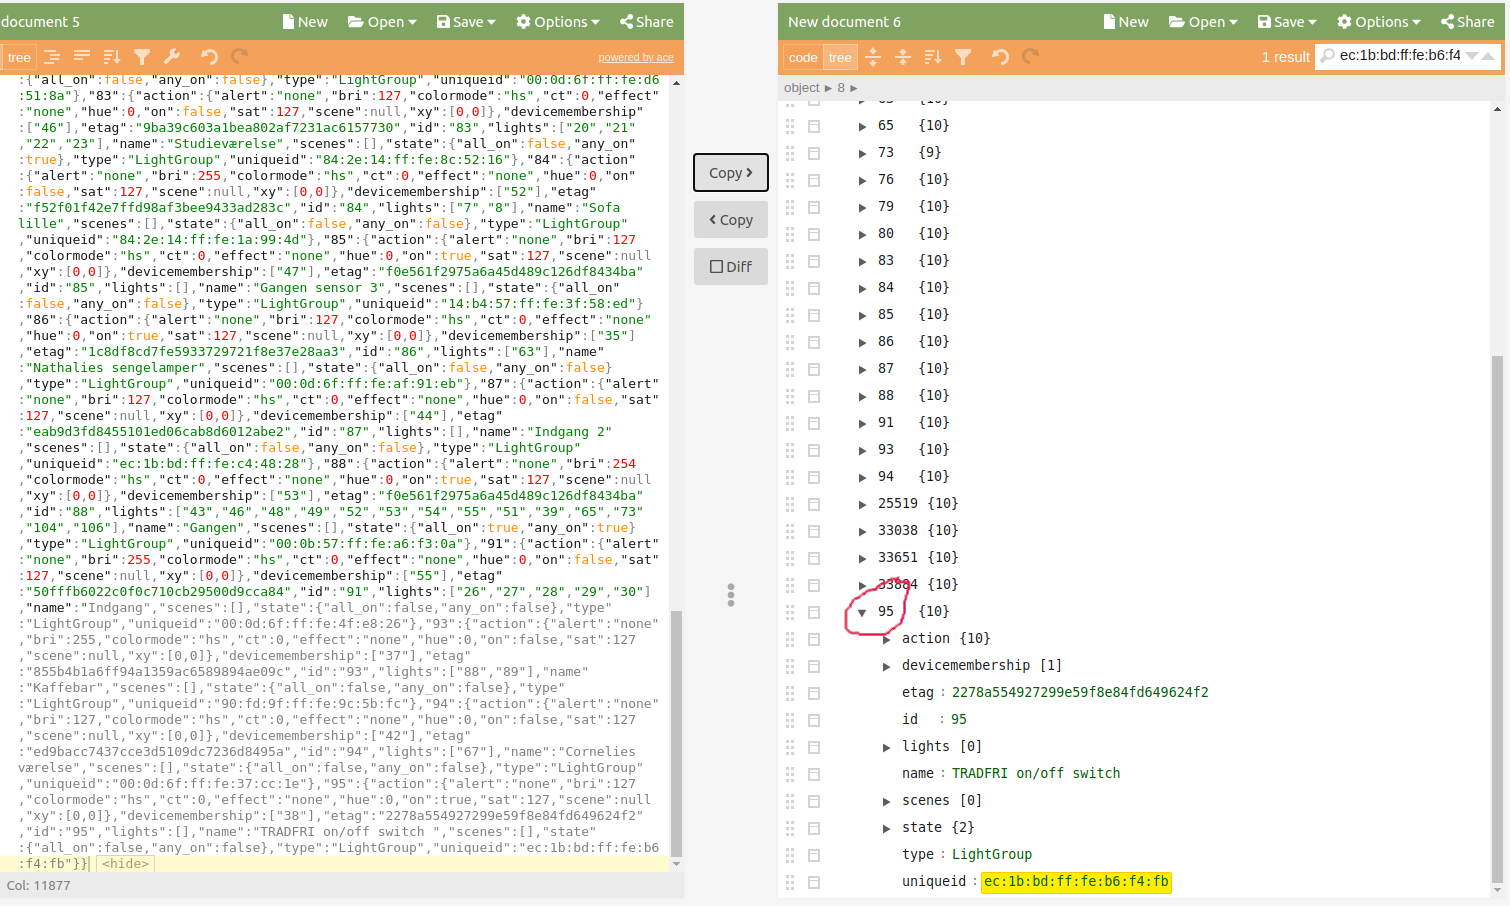 document 5
New
Open
Save
Options
Share
tree
powered by ace
:{"all_on":false,"any_on":false},"type":"LightGroup","uniqueid":"00:0d:6f:ff:fe:d6
:51:8a"},"83":{"action":{"alert":"none","bri":127,"colormode":"hs","ct":0,"effect"
:"none","hue":0,"on":false,"sat":127,"scene":null,"xy":[0,0]},"devicemembership"
:["46"],"etag":"9ba39c603a1bea802af7231ac6157730","id":"83","lights":["20","21"
,"22","23"],"name":"Studieværelse","scenes":[],"state":{"all_on":false,"any_on"
:true},"type":"LightGroup","uniqueid":"84:2e:14:ff:fe:8c:52:16"},"84":{"action"
:{"alert":"none","bri":255,"colormode":"hs","ct":0,"effect":"none","hue":0,"on"
:false,"sat":127,"scene":null,"xy":[0,0]},"devicemembership":["52"],"etag"
:"f52f01f42e7ffd98af3bee9433ad283c","id":"84","lights":["7","8"],"name":"Sofa
lille","scenes":[],"state":{"all_on":false,"any_on":false},"type":"LightGroup"
,"uniqueid":"84:2e:14:ff:fe:1a:99:4d"},"85":{"action":{"alert":"none","bri":127
,"colormode":"hs","ct":0,"effect":"none","hue":0,"on":true,"sat":127,"scene":null
,"xy":[0,0]},"devicemembership":["47"],"etag":"f0e561f2975a6a45d489c126df8434ba"
,"id":"85","lights":[],"name":"Gangen sensor 3","scenes":[],"state":{"all_on"
:false,"any_on":false},"type":"LightGroup","uniqueid":"14:b4:57:ff:fe:3f:58:ed"}
,"86":{"action":{"alert":"none","bri":127,"colormode":"hs","ct":0,"effect":"none"
,"hue":0,"on":true,"sat":127,"scene":null,"xy":[0,0]},"devicemembership":["35"]
,"etag":"1c8df8cd7fe5933729721f8e37e28aa3","id":"86","lights":["63"],"name"
:"Nathalies sengelamper","scenes":[],"state":{"all_on":false,"any_on":false}
,"type":"LightGroup","uniqueid":"00:0d:6f:ff:fe:af:91:eb"},"87":{"action":{"alert"
:"none","bri":127,"colormode":"hs","ct":0,"effect":"none","hue":0,"on":false,"sat"
:127,"scene":null,"xy":[0,0]},"devicemembership":["44"],"etag"
:"eab9d3fd8455101ed06cab8d6012abe2","id":"87","lights":[],"name":"Indgang 2"
,"scenes":[],"state":{"all_on":false,"any_on":false},"type":"LightGroup"
,"uniqueid":"ec:1b:bd:ff:fe:c4:48:28"},"88":{"action":{"alert":"none","bri":254
,"colormode":"hs","ct":0,"effect":"none","hue":0,"on":true,"sat":127,"scene":null
,"xy":[0,0]},"devicemembership":["53"],"etag":"f0e561f2975a6a45d489c126df8434ba"
,"id":"88","lights":["43","46","48","49","52","53","54","55","51","39","65","73"
,"104","106"],"name":"Gangen","scenes":[],"state":{"all_on":true,"any_on":true}
,"type":"LightGroup","uniqueid":"00:0b:57:ff:fe:a6:f3:0a"},"91":{"action":{"alert"
:"none","bri":255,"colormode":"hs","ct":0,"effect":"none","hue":0,"on":false,"sat"
:127,"scene":null,"xy":[0,0]},"devicemembership":["55"],"etag"
:"50fffb6022c0f0c710cb29500d9cca84","id":"91","lights":["26","27","28","29","30"]
,"name":"Indgang","scenes":[],"state":{"all_on":false,"any_on":false},"type"
:"LightGroup","uniqueid":"00:0d:6f:ff:fe:4f:e8:26"},"93":{"action":{"alert":"none"
,"bri":255,"colormode":"hs","ct":0,"effect":"none","hue":0,"on":false,"sat":127
,"scene":null,"xy":[0,0]},"devicemembership":["37"],"etag"
:"855b4b1a6ff94a1359ac6589894ae09c","id":"93","lights":["88","89"],"name"
:"Kaffebar","scenes":[],"state":{"all_on":false,"any_on":false},"type"
:"LightGroup","uniqueid":"90:fd:9f:ff:fe:9c:5b:fc"},"94":{"action":{"alert":"none"
,"bri":127,"colormode":"hs","ct":0,"effect":"none","hue":0,"on":false,"sat":127
,"scene":null,"xy":[0,0]},"devicemembership":["42"],"etag"
:"ed9bacc7437cce3d5109dc7236d8495a","id":"94","lights":["67"],"name":"Cornelies
værelse","scenes":[],"state":{"all_on":false,"any_on":false},"type":"LightGroup"
,"uniqueid":"00:0d:6f:ff:fe:37:cc:1e"},"95":{"action":{"alert":"none","bri":127
,"colormode":"hs","ct":0,"effect":"none","hue":0,"on":true,"sat":127,"scene":null
,"xy":[0,0]},"devicemembership":["38"],"etag":"2278a554927299e59f8e84fd649624f2"
,"id":"95","lights":[],"name":"TRADFRI on/off switch ","scenes":[],"state"
:{"all_on":false,"any_on":false},"type":"LightGroup","uniqueid":"ec:1b:bd:ff:fe:b6
:f4:fb"}} <hide>
Col: 11877
Copy >
< Copy
Diff
New document 6
New
Open
Save
Options
Share
code
tree
1 result
ec:1b:bd:ff:fe:b6:f4
object ► 8 ►
65 {10}
73 {9}
76 {10}
79 {10}
80 {10}
83 {10}
84 {10}
85 {10}
86 {10}
87 {10}
88 {10}
91 {10}
93 {10}
94 {10}
25519 {10}
33038 {10}
33651 {10}
33884 {10}
95 {10}
action {10}
devicemembership [1]
etag : 2278a554927299e59f8e84fd649624f2
id : 95
lights [0]
name : TRADFRI on/off switch
scenes [0]
state {2}
type : LightGroup
uniqueid : ec:1b:bd:ff:fe:b6:f4:fb